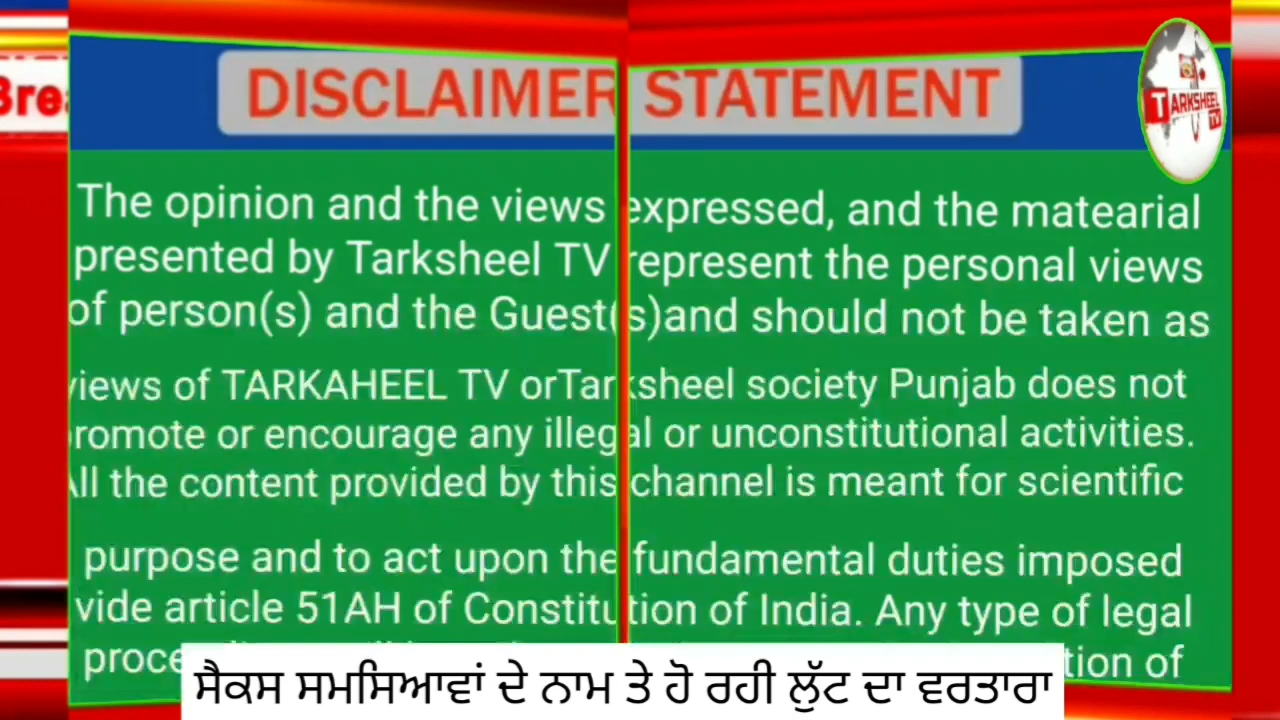 Brea
DISCLAIMER STATEMENT
TARKSHEEL
TV
The opinion and the views expressed, and the matearial
presented by Tarksheel TV represent the personal views
of person(s) and the Guest(s)and should not be taken as
views of TARKAHEEL TV orTarksheel society Punjab does not
promote or encourage any illegal or unconstitutional activities.
All the content provided by this channel is meant for scientific
purpose and to act upon the fundamental duties imposed
vide article 51AH of Constitution of India. Any type of legal
proce tion of
ਸੈਕਸ ਸਮਸਿਆਵਾਂ ਦੇ ਨਾਮ ਤੇ ਹੋ ਰਹੀ ਲੁੱਟ ਦਾ ਵਰਤਾਰਾ